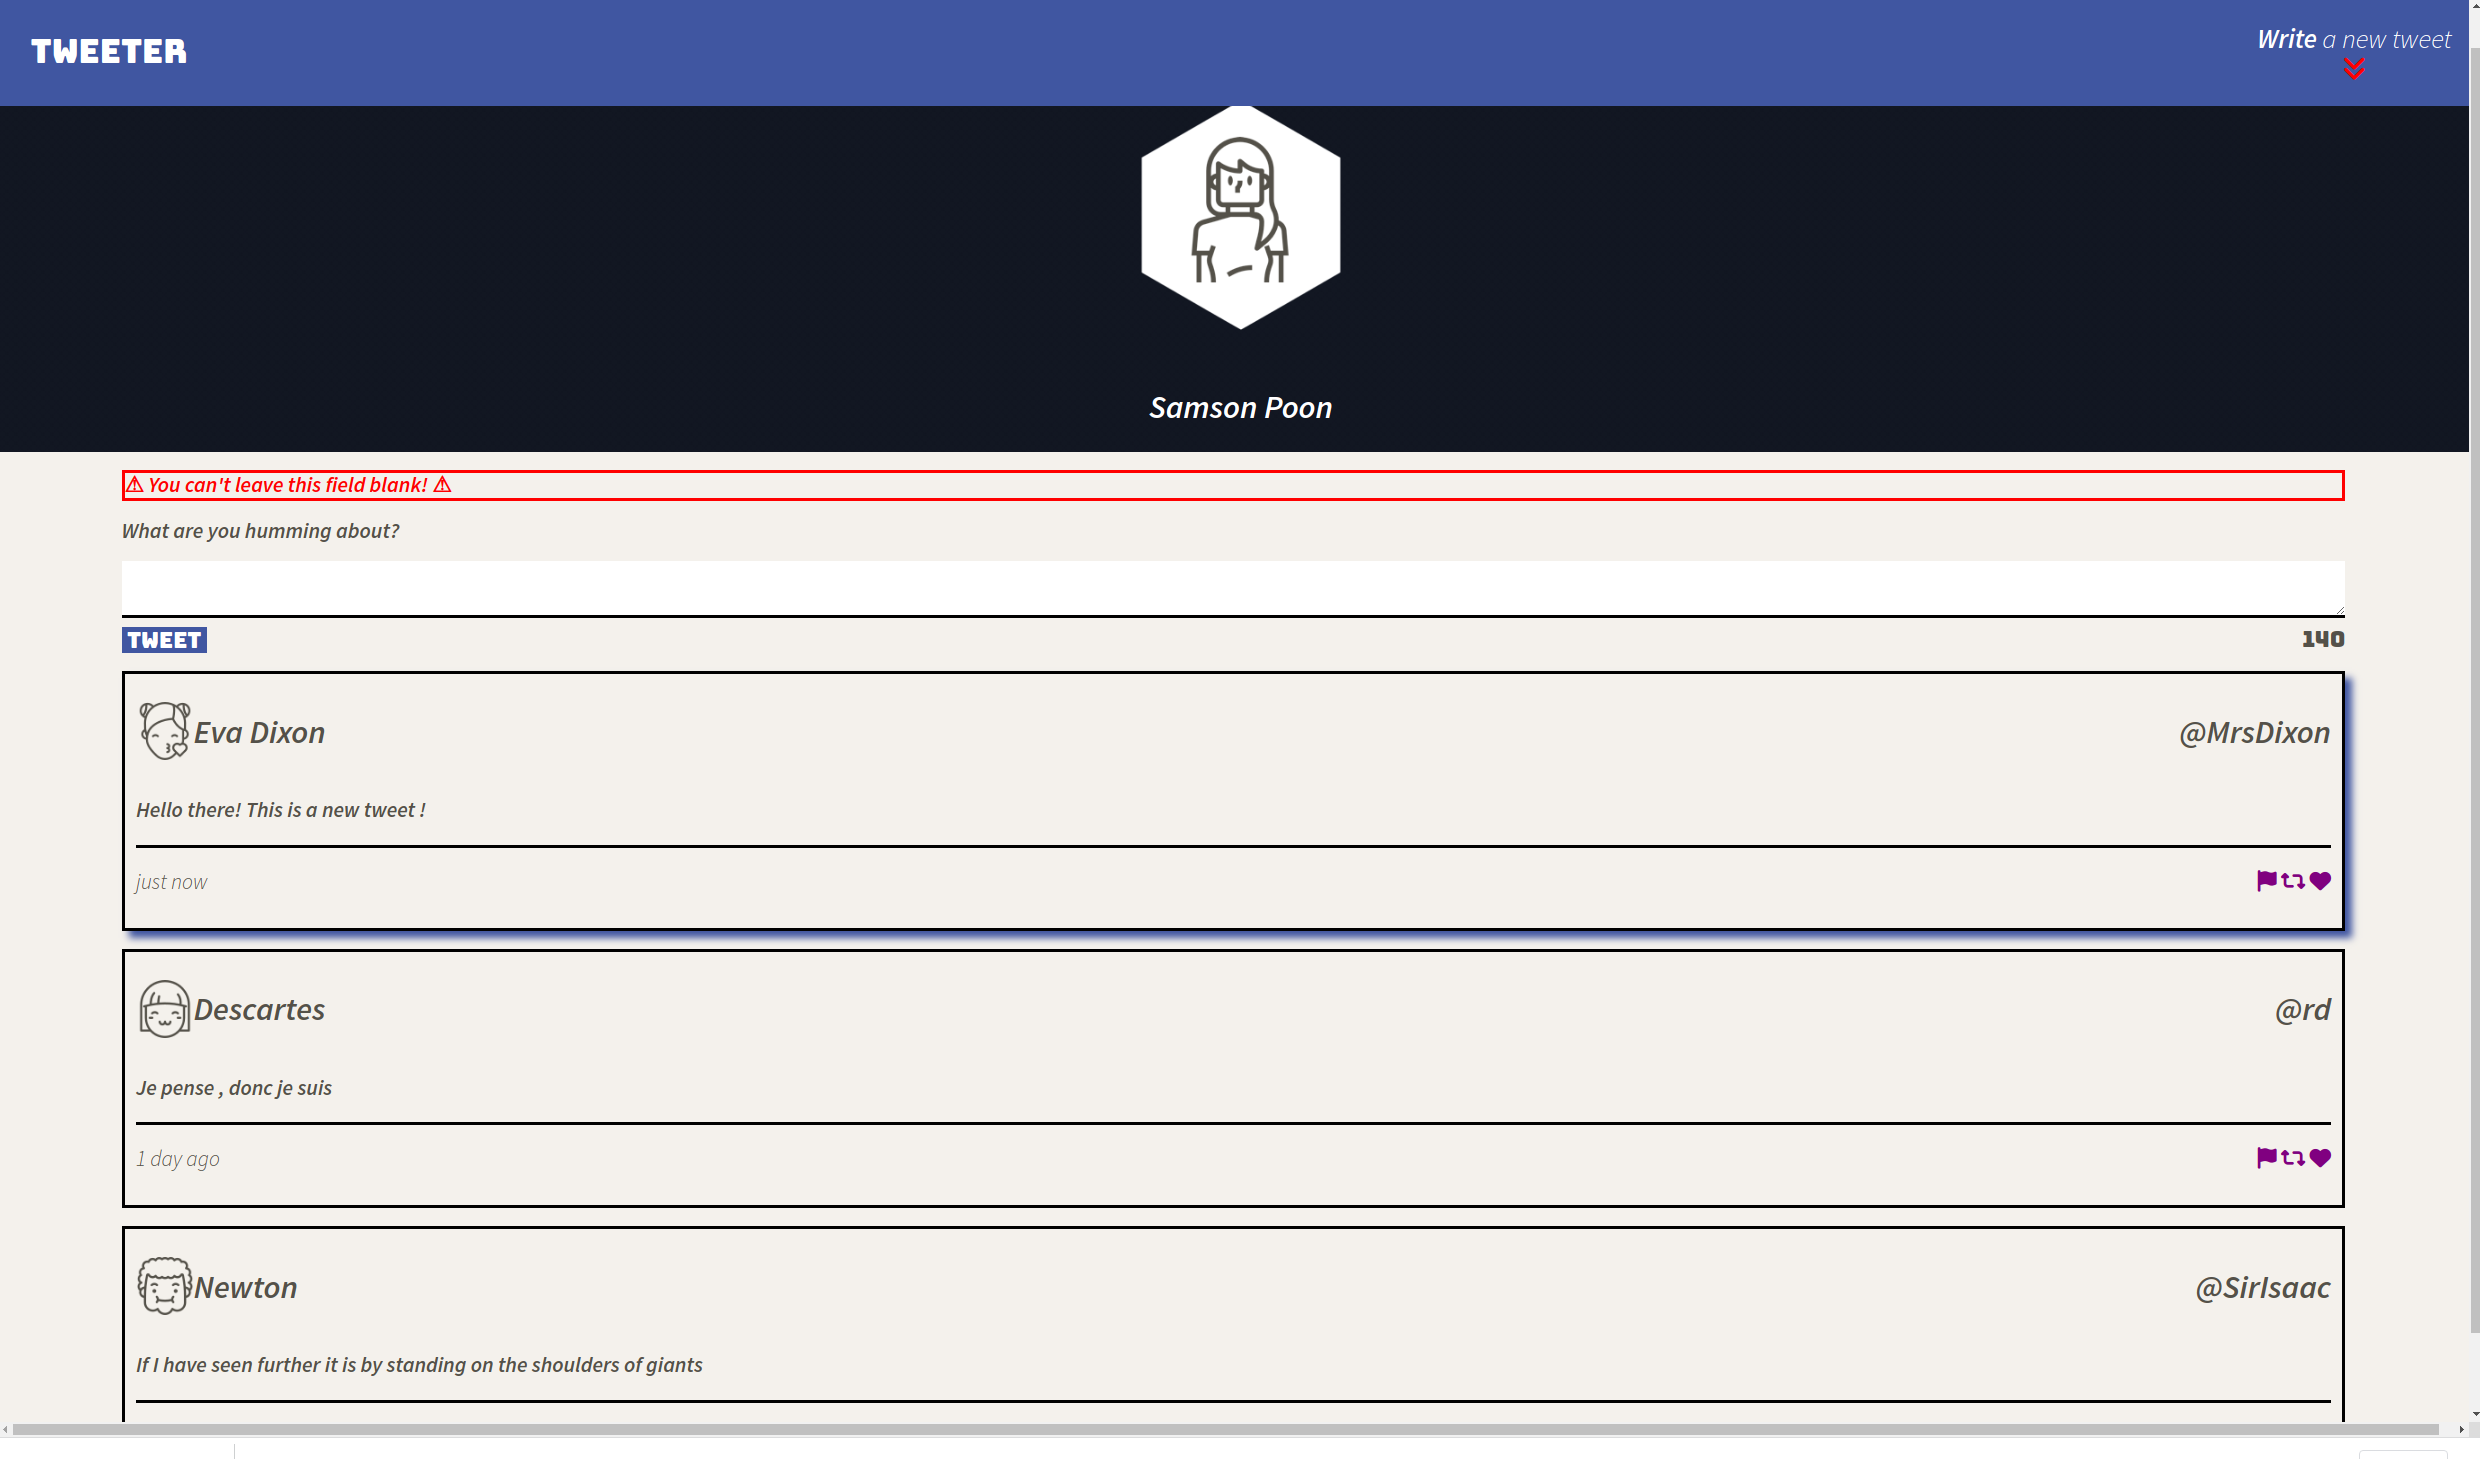 TWEETER
Write a new tweet
Samson Poon
⚠ You can't leave this field blank! ⚠
What are you humming about?
TWEET
140
Eva Dixon
@MrsDixon
Hello there! This is a new tweet !
just now
Descartes
@rd
Je pense , donc je suis
1 day ago
Newton
@SirIsaac
If I have seen further it is by standing on the shoulders of giants